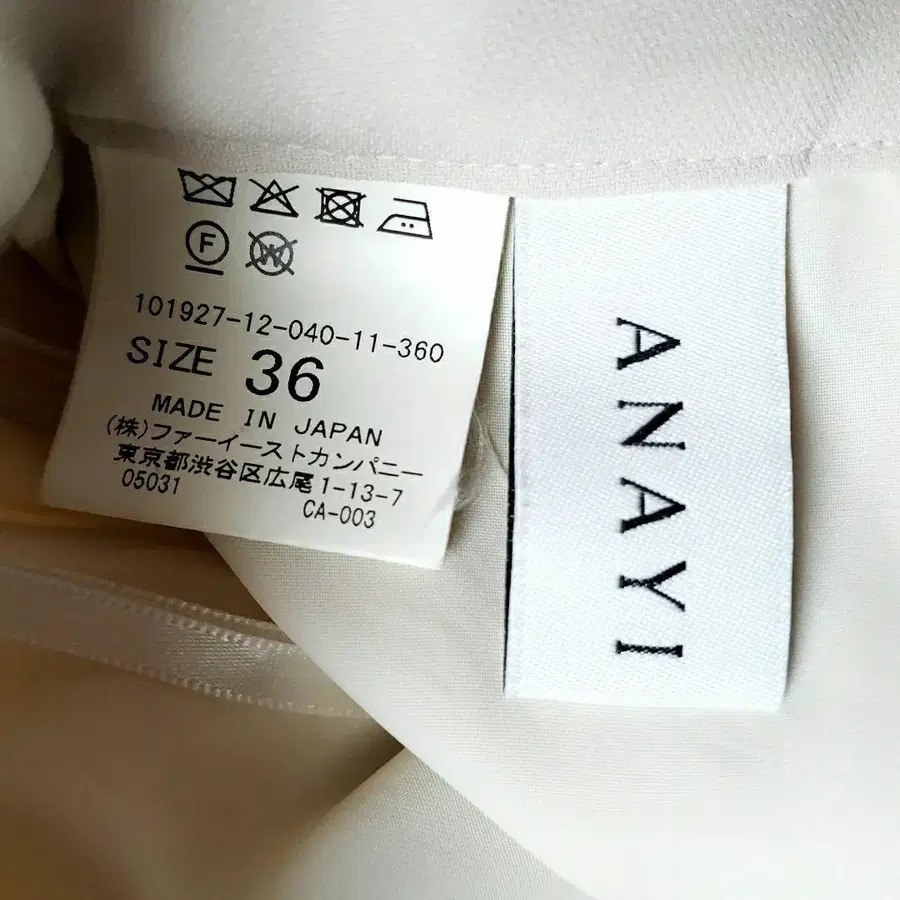 F
W
101927-12-040-11-360
SIZE 36
MADE IN JAPAN
(株)ファーイーストカンパニー
東京都渋谷区広尾1-13-7
05031
CA-003
ANAYI